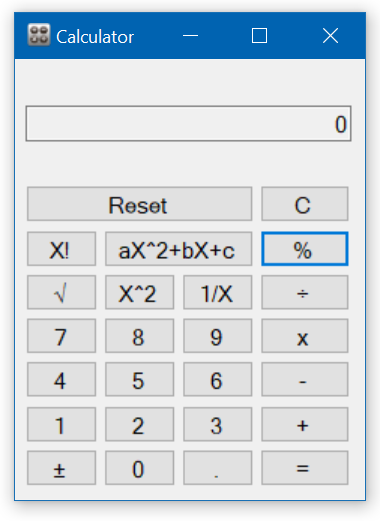 Calculator
0
Reset C
X! aX^2+bX+c %
√ X^2 1/X ÷
7 8 9 x
4 5 6 -
1 2 3 +
± 0 . =